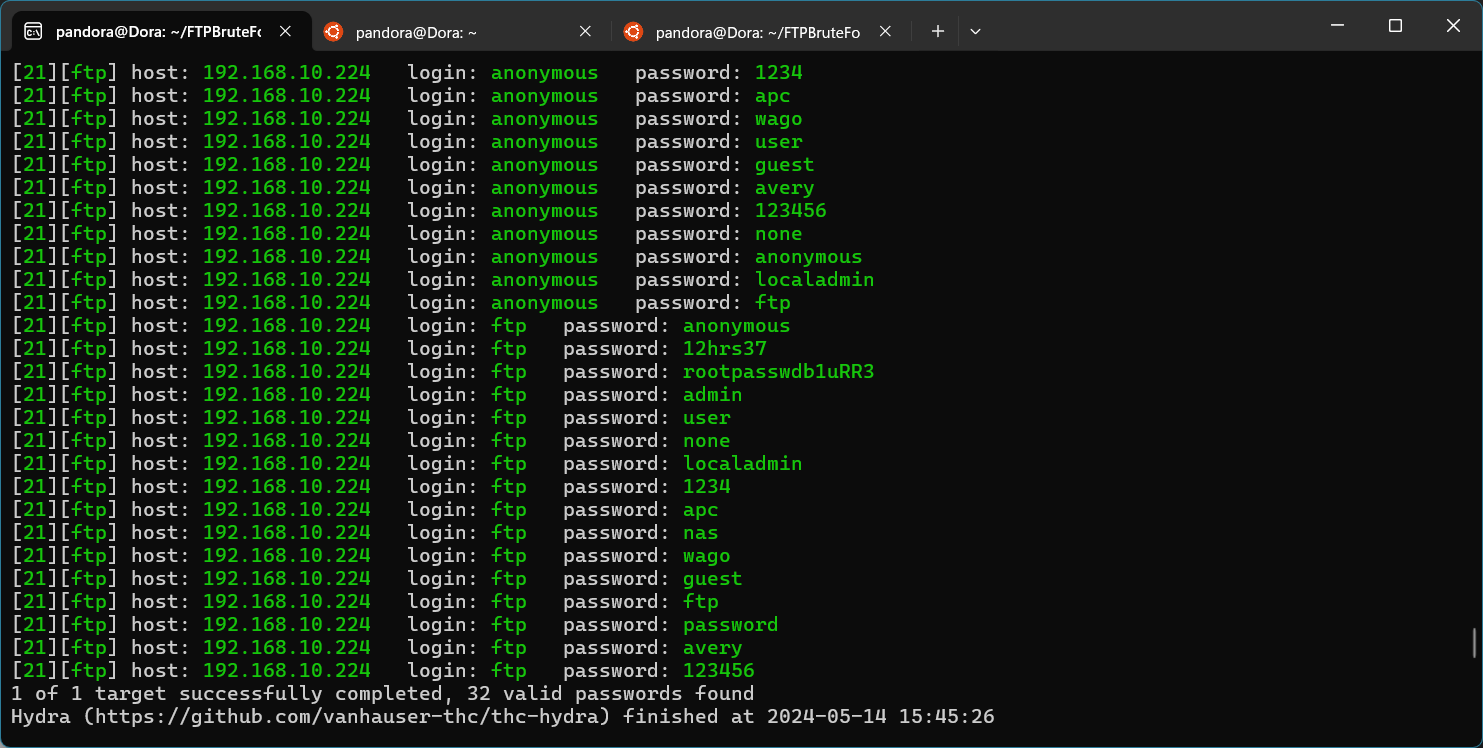 pandora@Dora: ~/FTPBruteFo
pandora@Dora: ~
pandora@Dora: ~/FTPBruteFo
[21][ftp] host: 192.168.10.224   login: anonymous   password: 1234
[21][ftp] host: 192.168.10.224   login: anonymous   password: apc
[21][ftp] host: 192.168.10.224   login: anonymous   password: wago
[21][ftp] host: 192.168.10.224   login: anonymous   password: user
[21][ftp] host: 192.168.10.224   login: anonymous   password: guest
[21][ftp] host: 192.168.10.224   login: anonymous   password: avery
[21][ftp] host: 192.168.10.224   login: anonymous   password: 123456
[21][ftp] host: 192.168.10.224   login: anonymous   password: none
[21][ftp] host: 192.168.10.224   login: anonymous   password: anonymous
[21][ftp] host: 192.168.10.224   login: anonymous   password: localadmin
[21][ftp] host: 192.168.10.224   login: anonymous   password: ftp
[21][ftp] host: 192.168.10.224   login: ftp   password: anonymous
[21][ftp] host: 192.168.10.224   login: ftp   password: 12hrs37
[21][ftp] host: 192.168.10.224   login: ftp   password: rootpasswdb1uRR3
[21][ftp] host: 192.168.10.224   login: ftp   password: admin
[21][ftp] host: 192.168.10.224   login: ftp   password: user
[21][ftp] host: 192.168.10.224   login: ftp   password: none
[21][ftp] host: 192.168.10.224   login: ftp   password: localadmin
[21][ftp] host: 192.168.10.224   login: ftp   password: 1234
[21][ftp] host: 192.168.10.224   login: ftp   password: apc
[21][ftp] host: 192.168.10.224   login: ftp   password: nas
[21][ftp] host: 192.168.10.224   login: ftp   password: wago
[21][ftp] host: 192.168.10.224   login: ftp   password: guest
[21][ftp] host: 192.168.10.224   login: ftp   password: ftp
[21][ftp] host: 192.168.10.224   login: ftp   password: password
[21][ftp] host: 192.168.10.224   login: ftp   password: avery
[21][ftp] host: 192.168.10.224   login: ftp   password: 123456
1 of 1 target successfully completed, 32 valid passwords found
Hydra (https://github.com/vanhauser-thc/thc-hydra) finished at 2024-05-14 15:45:26